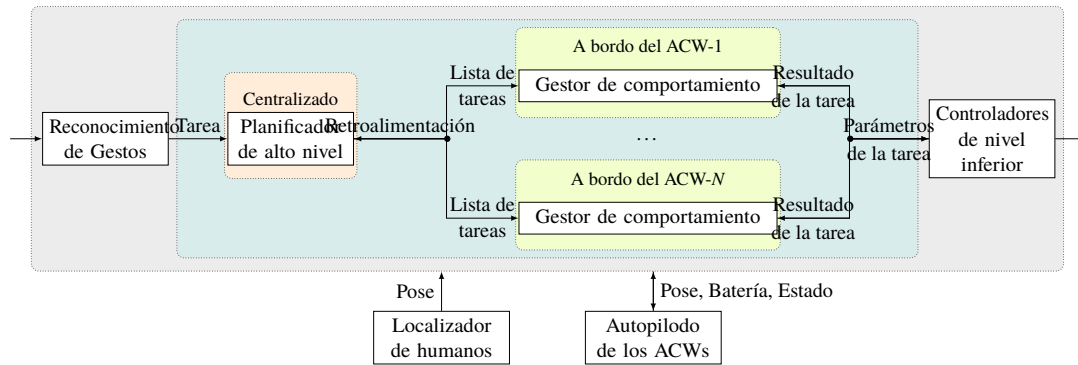 A bordo del ACW-1
Lista de
tareas
Gestor de comportamiento
Resultado
de la tarea
Centralizado
Reconocimiento
de Gestos
Tarea
Planificador
de alto nivel
Retroalimentación
...
Parámetros
de la tarea
Controladores
de nivel
inferior
A bordo del ACW-N
Lista de
tareas
Gestor de comportamiento
Resultado
de la tarea
Pose
Pose, Batería, Estado
Localizador
de humanos
Autopilodo
de los ACWs